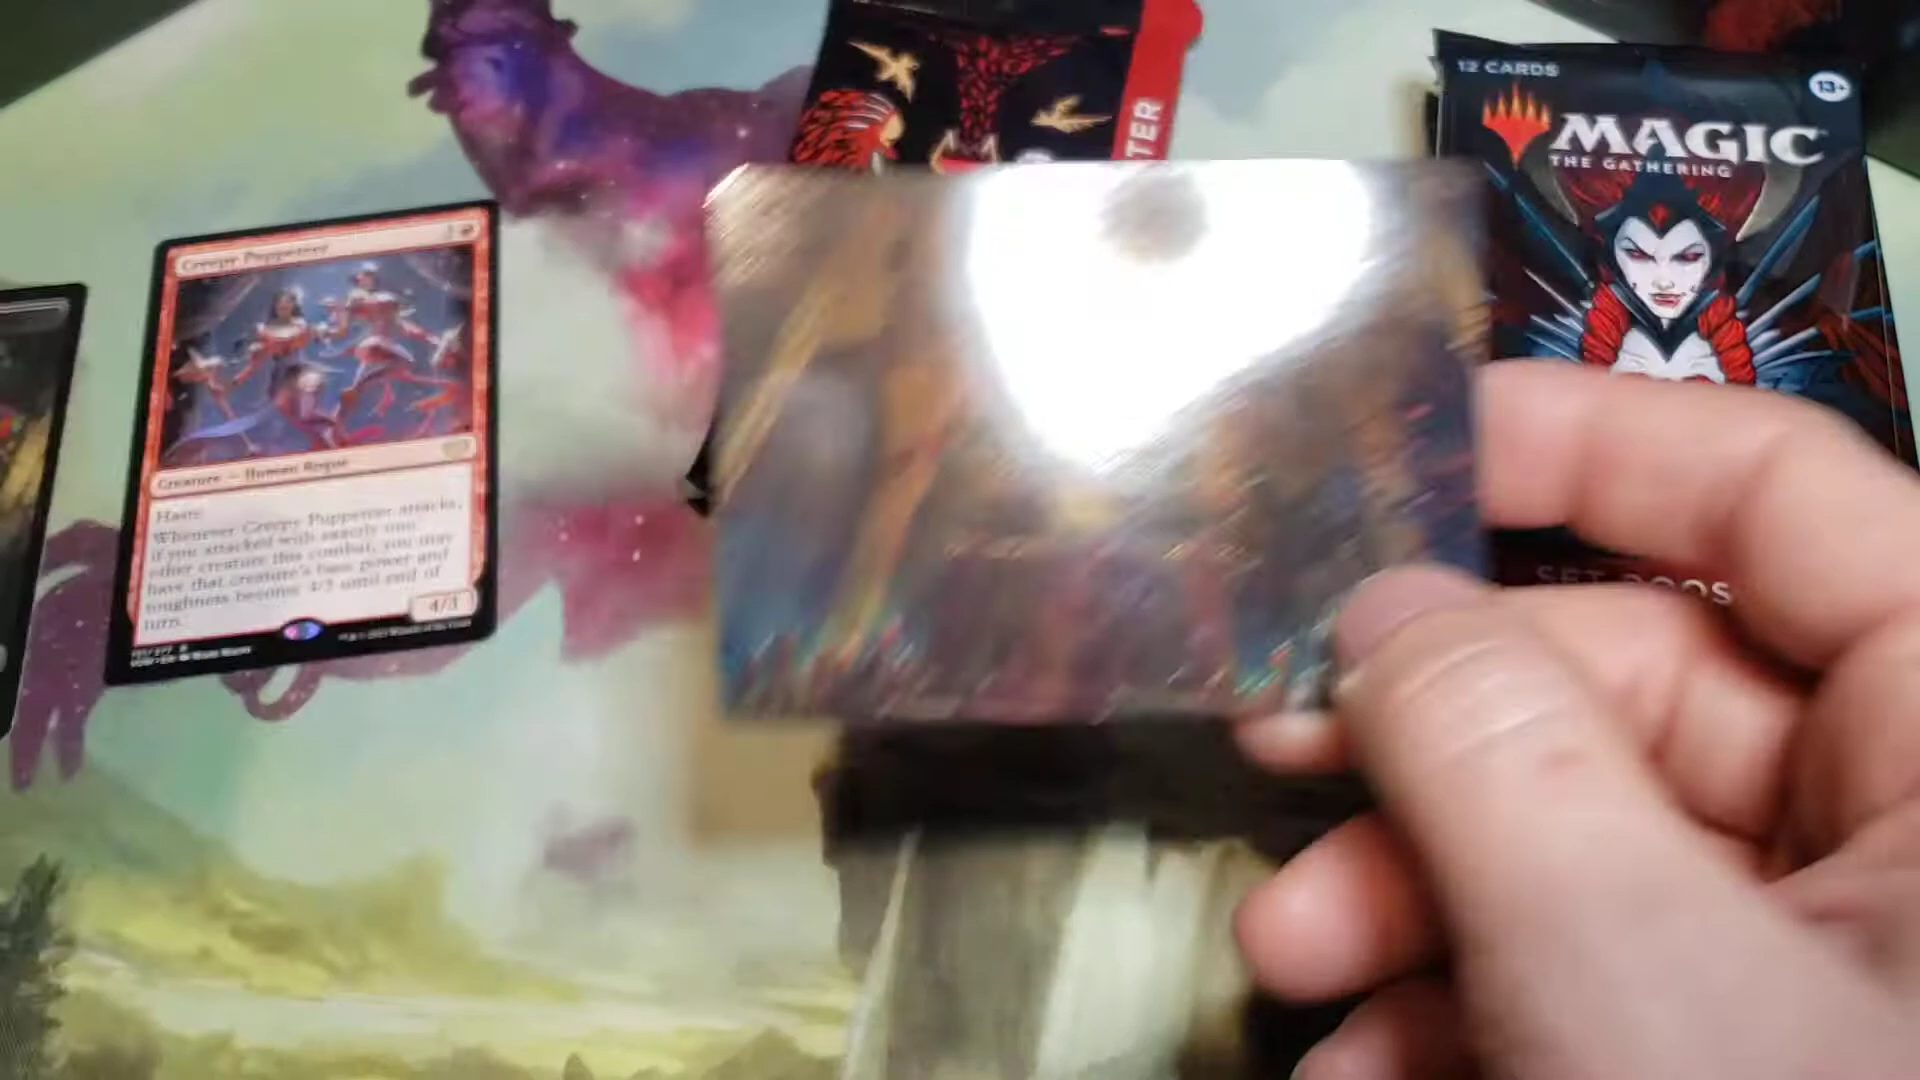 Creepy Puppeteer
Creature — Human Rogue
Haste
Whenever Creepy Puppeteer attacks,
if you attacked with exactly one
other creature this combat, you may
have that creature's base power and
toughness become 4/3 until end of
turn.
4/3
TER
12 CARDS
13+
MAGIC
THE GATHERING